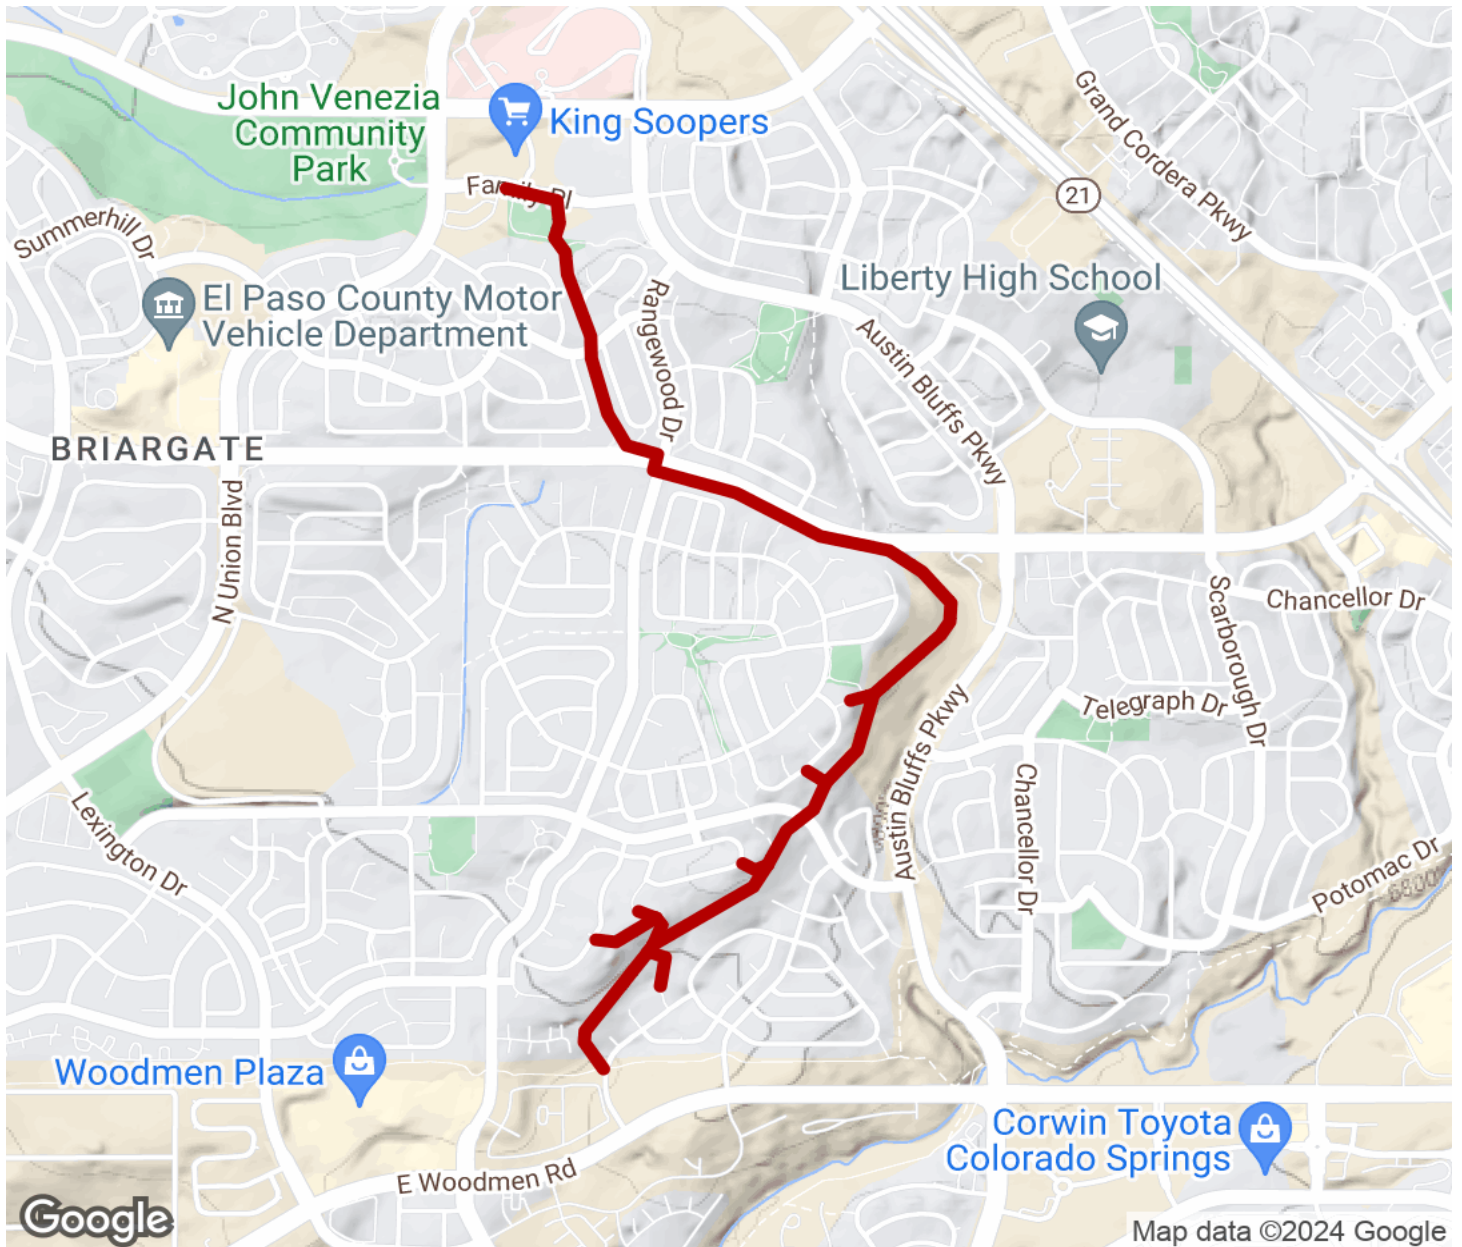 John Venezia
Community
Park
King Soopers
Family Pl
Grand Cordera Pkwy
21
Summerhill Dr
El Paso County Motor
Vehicle Department
Rangewood Dr
Liberty High School
Austin Bluffs Pkwy
BRIARGATE
N Union Blvd
Chancellor Dr
Scarborough Dr
Telegraph Dr
Austin Bluffs Pkwy
Chancellor Dr
Lexington Dr
Potomac Dr
6800'
Woodmen Plaza
Corwin Toyota
Colorado Springs
E Woodmen Rd
Google
Map data ©2024 Google